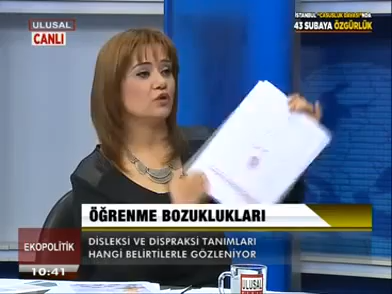 ULUSAL
CANLI
İSTANBUL "CASUSLUK DAVASI"NDA
43 SUBAYA ÖZGÜRLÜK
ÖĞRENME BOZUKLUKLARI
EKOPOLİTİK
DİSLEKSİ VE DİSPRAKSİ TANIMLARI
HANGİ BELİRTİLERLE GÖZLENİYOR
10:41
ULUSAL